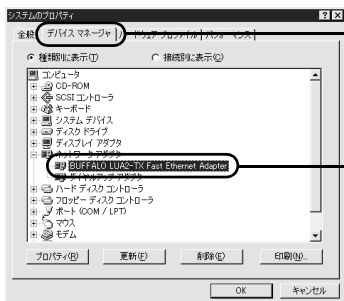 システムのプロパティ
全般 デバイス マネージャ ハードウェア プロファイル パフォーマンス
種類別に表示(T) 接続別に表示(C)
コンピュータ
CD-ROM
SCSI コントローラ
キーボード
システム デバイス
ディスク ドライブ
ディスプレイ アダプタ
ネットワーク アダプタ
BUFFALO LUA2-TX Fast Ethernet Adapter
ダイヤルアップ アダプタ
ハード ディスク コントローラ
フロッピー ディスク コントローラ
ポート (COM / LPT)
マウス
モデム
プロパティ(R) 更新(F) 削除(E) 印刷(N)...
OK キャンセル